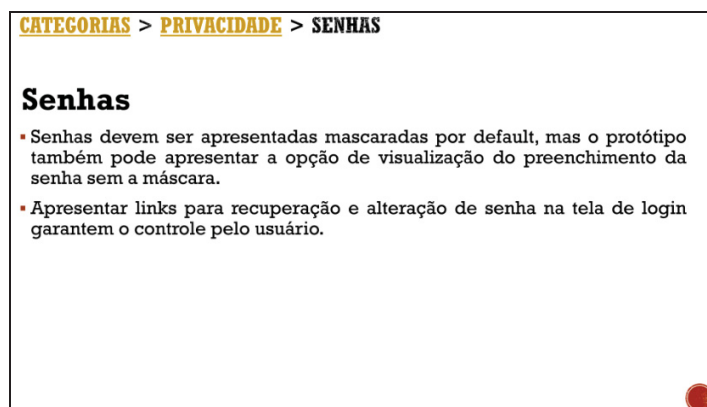 CATEGORIAS > PRIVACIDADE > SENHAS
Senhas
▪ Senhas devem ser apresentadas mascaradas por default, mas o protótipo
também pode apresentar a opção de visualização do preenchimento da
senha sem a máscara.
▪ Apresentar links para recuperação e alteração de senha na tela de login
garantem o controle pelo usuário.